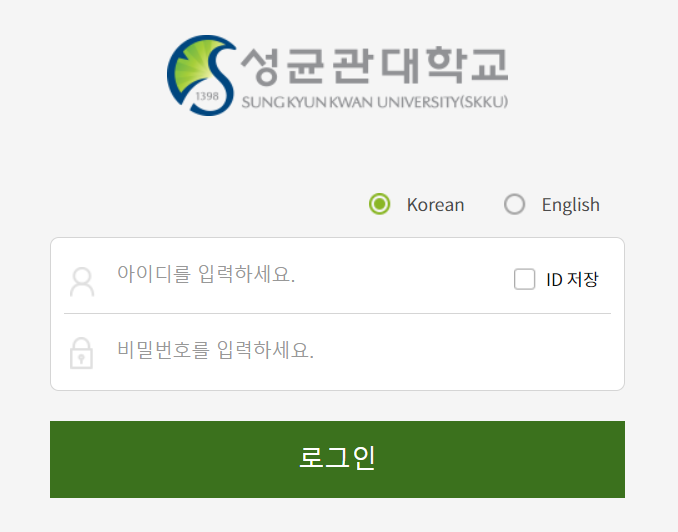 성균관대학교
1398
SUNG KYUN KWAN UNIVERSITY(SKKU)
Korean English
아이디를 입력하세요. ID 저장
비밀번호를 입력하세요.
로그인